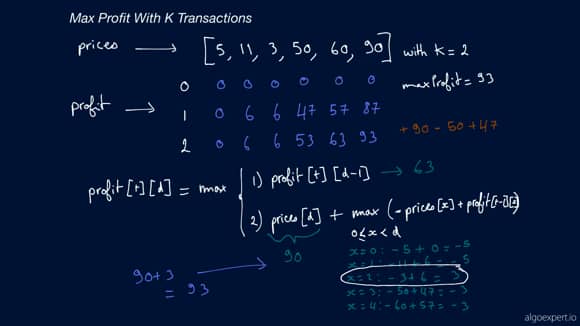 Max Profit With K Transactions
prices → [5, 11, 3, 50, 60, 90] with k = 2
0 0 0 0 0 0 0 maxProfit = 93
profit → 1 0 6 6 47 57 87
2 0 6 6 53 63 93 +90 - 50 + 47
profit[t][d] = max { 1) profit[t][d-1] → 63
2) prices[d] + max (-prices[x] + profit[t-1][x])
0 ≤ x < d
90
x=0: -5 + 0 = -5
x=1: -11 + 6 = -5
x=2: -3 + 6 = 3
x=3: -50 + 47 = -3
x=4: -60 + 57 = -3
90 + 3
= 93
algoexpert.io